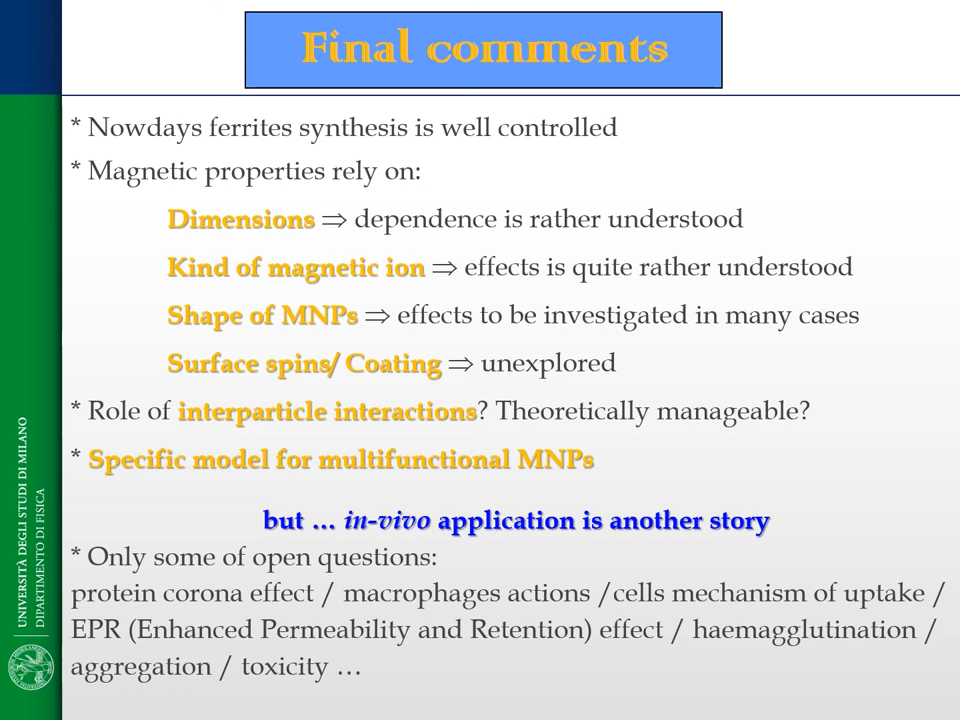 Final comments
* Nowdays ferrites synthesis is well controlled
* Magnetic properties rely on:
Dimensions ⇒ dependence is rather understood
Kind of magnetic ion ⇒ effects is quite rather understood
Shape of MNPs ⇒ effects to be investigated in many cases
Surface spins/ Coating ⇒ unexplored
* Role of interparticle interactions? Theoretically manageable?
* Specific model for multifunctional MNPs
but … in-vivo application is another story
* Only some of open questions:
protein corona effect / macrophages actions /cells mechanism of uptake /
EPR (Enhanced Permeability and Retention) effect / haemagglutination /
aggregation / toxicity …
UNIVERSITÀ DEGLI STUDI DI MILANO
DIPARTIMENTO DI FISICA